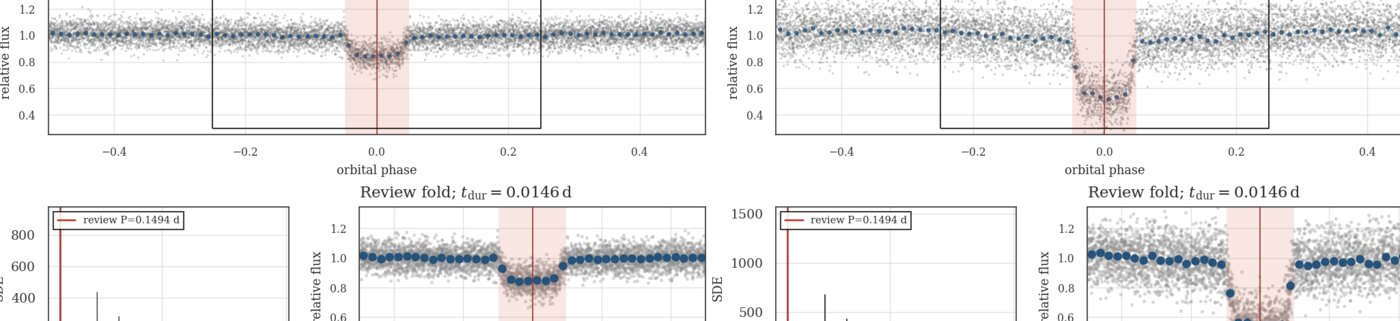 relative flux
1.2
1.0
0.8
0.6
0.4
−0.4
−0.2
0.0
0.2
0.4
orbital phase
relative flux
1.2
1.0
0.8
0.6
0.4
−0.4
−0.2
0.0
0.2
0.4
orbital phase
SDE
800
600
400
review P=0.1494 d
Review fold; t_dur = 0.0146 d
relative flux
1.2
1.0
0.8
0.6
SDE
1500
1000
500
review P=0.1494 d
Review fold; t_dur = 0.0146 d
relative flux
1.2
1.0
0.8
0.6